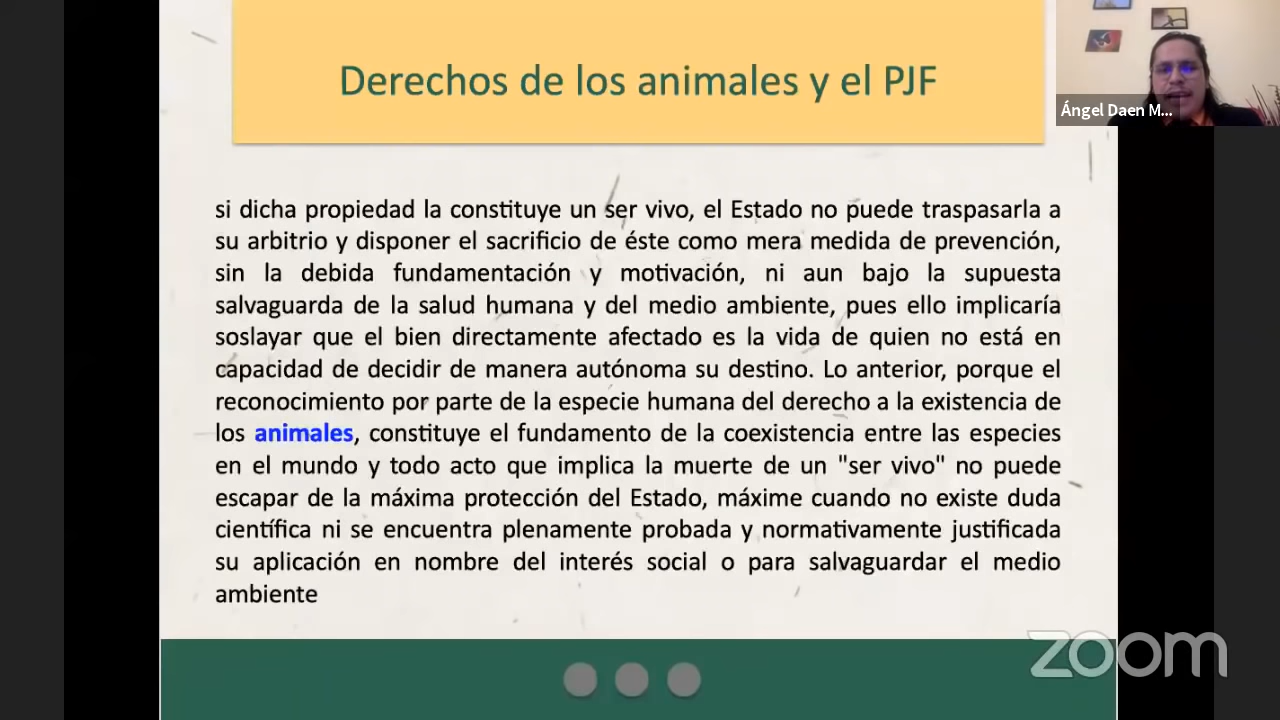 Derechos de los animales y el PJF
Ángel Daen M...
si dicha propiedad la constituye un ser vivo, el Estado no puede traspasarla a
su arbitrio y disponer el sacrificio de éste como mera medida de prevención,
sin la debida fundamentación y motivación, ni aun bajo la supuesta
salvaguarda de la salud humana y del medio ambiente, pues ello implicaría
soslayar que el bien directamente afectado es la vida de quien no está en
capacidad de decidir de manera autónoma su destino. Lo anterior, porque el
reconocimiento por parte de la especie humana del derecho a la existencia de
los animales, constituye el fundamento de la coexistencia entre las especies
en el mundo y todo acto que implica la muerte de un "ser vivo" no puede
escapar de la máxima protección del Estado, máxime cuando no existe duda
científica ni se encuentra plenamente probada y normativamente justificada
su aplicación en nombre del interés social o para salvaguardar el medio
ambiente
zoom